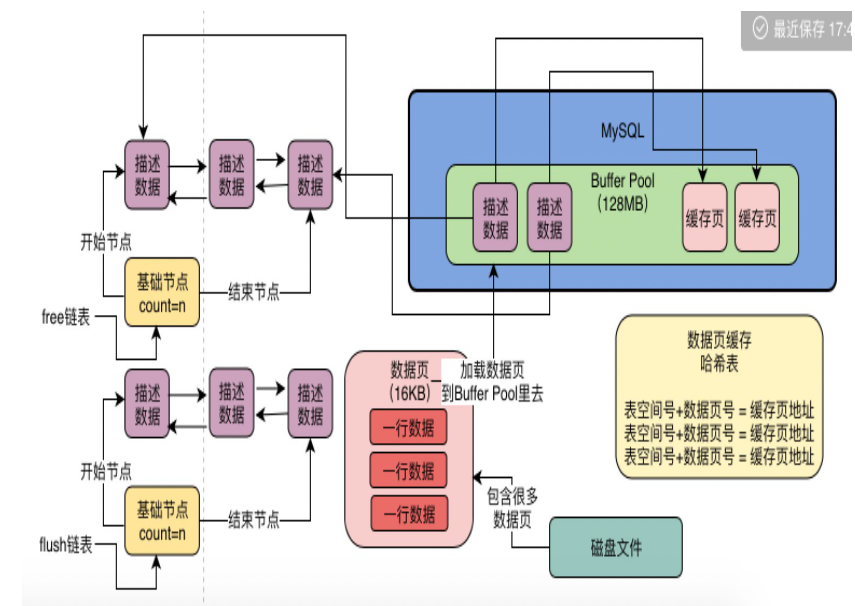 最近保存 17:4
MySQL
Buffer Pool
（128MB）
描述
数据
描述
数据
缓存页
缓存页
描述
数据
描述
数据
描述
数据
开始节点
基础节点
count=n
结束节点
free链表
数据页
（16KB）
一行数据
一行数据
一行数据
加载数据页
到Buffer Pool里去
数据页缓存
哈希表
表空间号+数据页号 = 缓存页地址
表空间号+数据页号 = 缓存页地址
表空间号+数据页号 = 缓存页地址
描述
数据
描述
数据
描述
数据
开始节点
基础节点
count=n
结束节点
flush链表
包含很多
数据页
磁盘文件